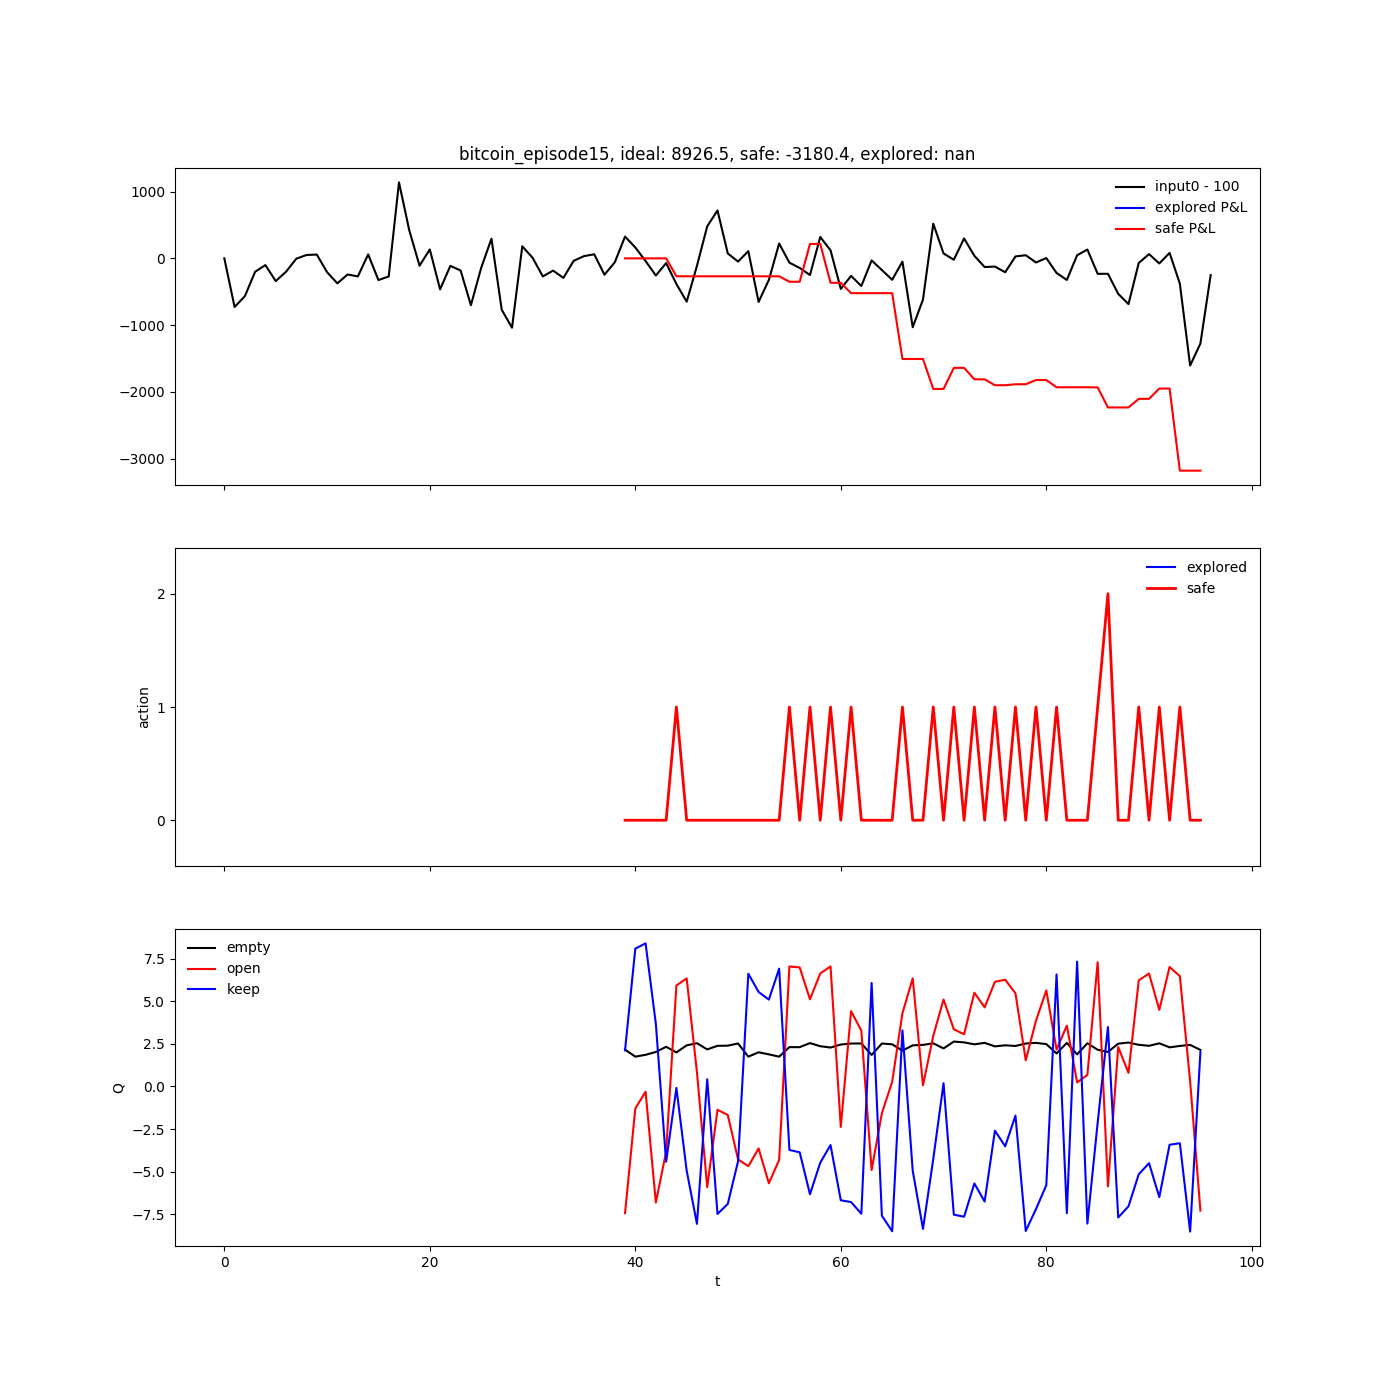 bitcoin_episode15, ideal: 8926.5, safe: -3180.4, explored: nan
input0 - 100
explored P&L
safe P&L
1000
0
−1000
−2000
−3000
explored
safe
2
1
0
action
empty
open
keep
7.5
5.0
2.5
0.0
−2.5
−5.0
−7.5
Q
0 20 40 60 80 100
t